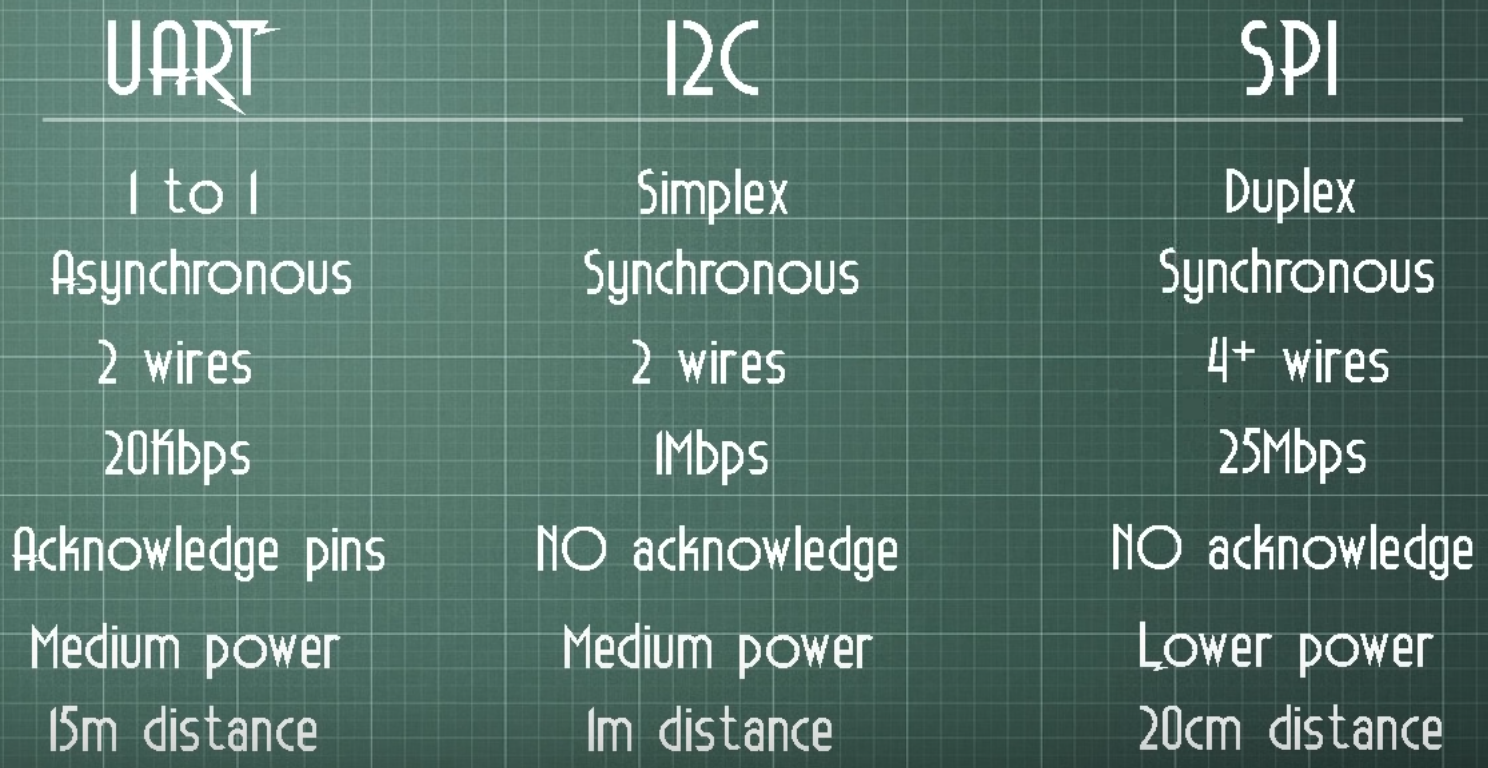 UART I2C SPI
1 to 1 Simplex Duplex
Asynchronous Synchronous Synchronous
2 wires 2 wires 4+ wires
20Kbps 1Mbps 25Mbps
Acknowledge pins NO acknowledge NO acknowledge
Medium power Medium power Lower power
15m distance 1m distance 20cm distance